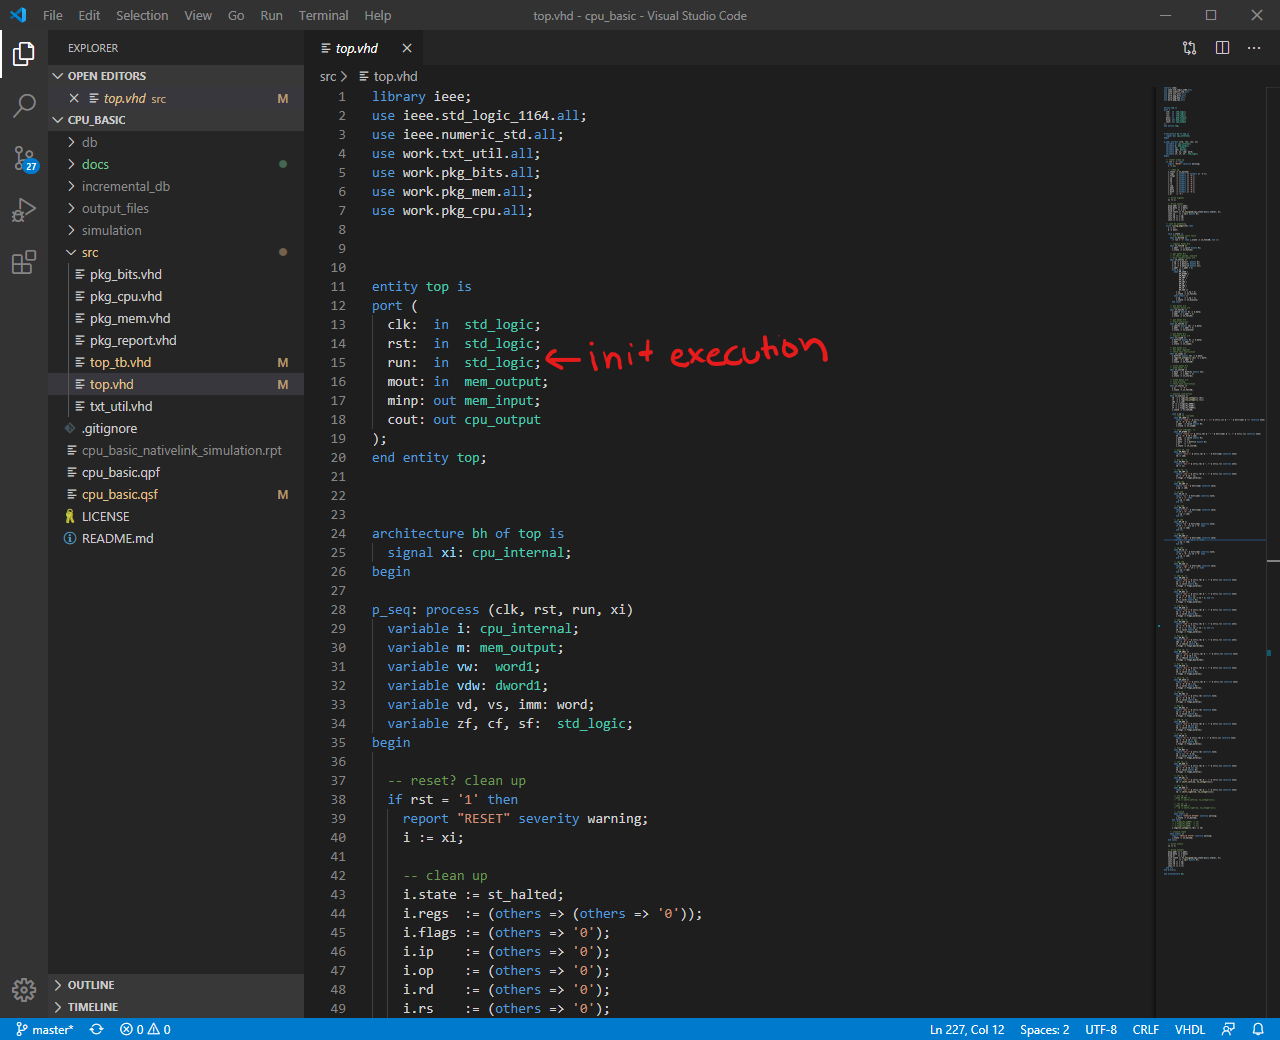 File Edit Selection View Go Run Terminal Help top.vhd - cpu_basic - Visual Studio Code
EXPLORER
OPEN EDITORS
top.vhd src M
CPU_BASIC
db
docs
incremental_db
output_files
simulation
src
pkg_bits.vhd
pkg_cpu.vhd
pkg_mem.vhd
pkg_report.vhd
top_tb.vhd M
top.vhd M
txt_util.vhd
.gitignore
cpu_basic_nativelink_simulation.rpt
cpu_basic.qpf
cpu_basic.qsf M
LICENSE
README.md
OUTLINE
TIMELINE
27
top.vhd
src > top.vhd
1 library ieee;
2 use ieee.std_logic_1164.all;
3 use ieee.numeric_std.all;
4 use work.txt_util.all;
5 use work.pkg_bits.all;
6 use work.pkg_mem.all;
7 use work.pkg_cpu.all;
8
9
10
11 entity top is
12 port (
13 clk: in std_logic;
14 rst: in std_logic;
15 run: in std_logic; ← init execution
16 mout: in mem_output;
17 minp: out mem_input;
18 cout: out cpu_output
19 );
20 end entity top;
21
22
23
24 architecture bh of top is
25 signal xi: cpu_internal;
26 begin
27
28 p_seq: process (clk, rst, run, xi)
29 variable i: cpu_internal;
30 variable m: mem_output;
31 variable vw: word1;
32 variable vdw: dword1;
33 variable vd, vs, imm: word;
34 variable zf, cf, sf: std_logic;
35 begin
36
37 -- reset? clean up
38 if rst = '1' then
39 report "RESET" severity warning;
40 i := xi;
41
42 -- clean up
43 i.state := st_halted;
44 i.regs := (others => (others => '0'));
45 i.flags := (others => '0');
46 i.ip := (others => '0');
47 i.op := (others => '0');
48 i.rd := (others => '0');
49 i.rs := (others => '0');
master* 0 0 Ln 227, Col 12 Spaces: 2 UTF-8 CRLF VHDL